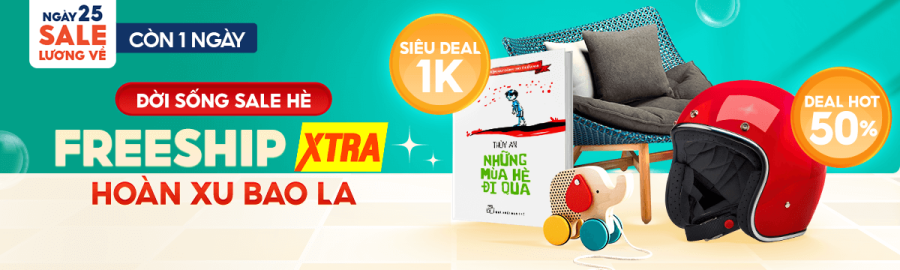 NGÀY 25
SALE
LƯƠNG VỀ
CÒN 1 NGÀY
ĐỜI SỐNG SALE HÈ
FREESHIP XTRA
HOÀN XU BAO LA
SIÊU DEAL
1K
THÚY AN
NHỮNG
MÙA HÈ
ĐI QUA
DEAL HOT
50%